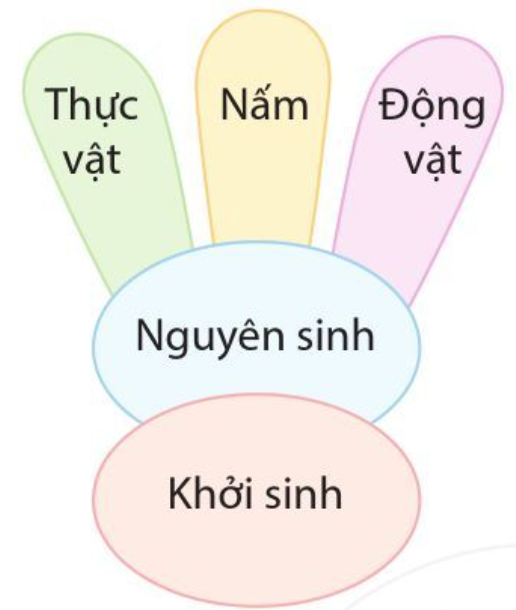 Thực
vật
Nấm
Động
vật
Nguyên sinh
Khởi sinh